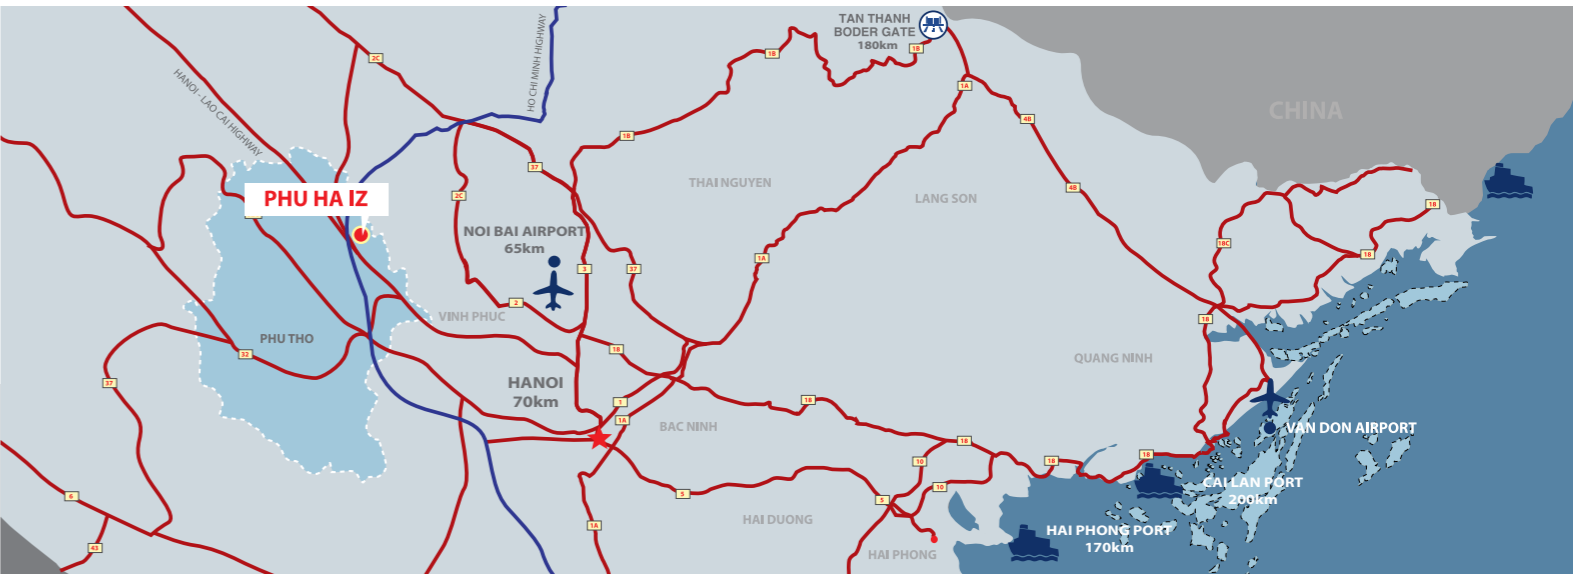 TAN THANH
BODER GATE
180km
1B
HO CHI MINH HIGHWAY
2C
1B
HANOI - LAO CAI HIGHWAY
1A
CHINA
4B
1B
37
THAI NGUYEN
4B
LANG SON
PHU HA IZ
2C
18
NOI BAI AIRPORT
65km
18C
18
1A
3
37
2
VINH PHUC
18
PHU THO
18
32
QUANG NINH
37
HANOI
70km
1
18
1A
BAC NINH
VAN DON AIRPORT
18
18
10
18
CAI LAN PORT
200km
10
6
5
5
HAI DUONG
1A
HAI PHONG PORT
170km
43
HAI PHONG